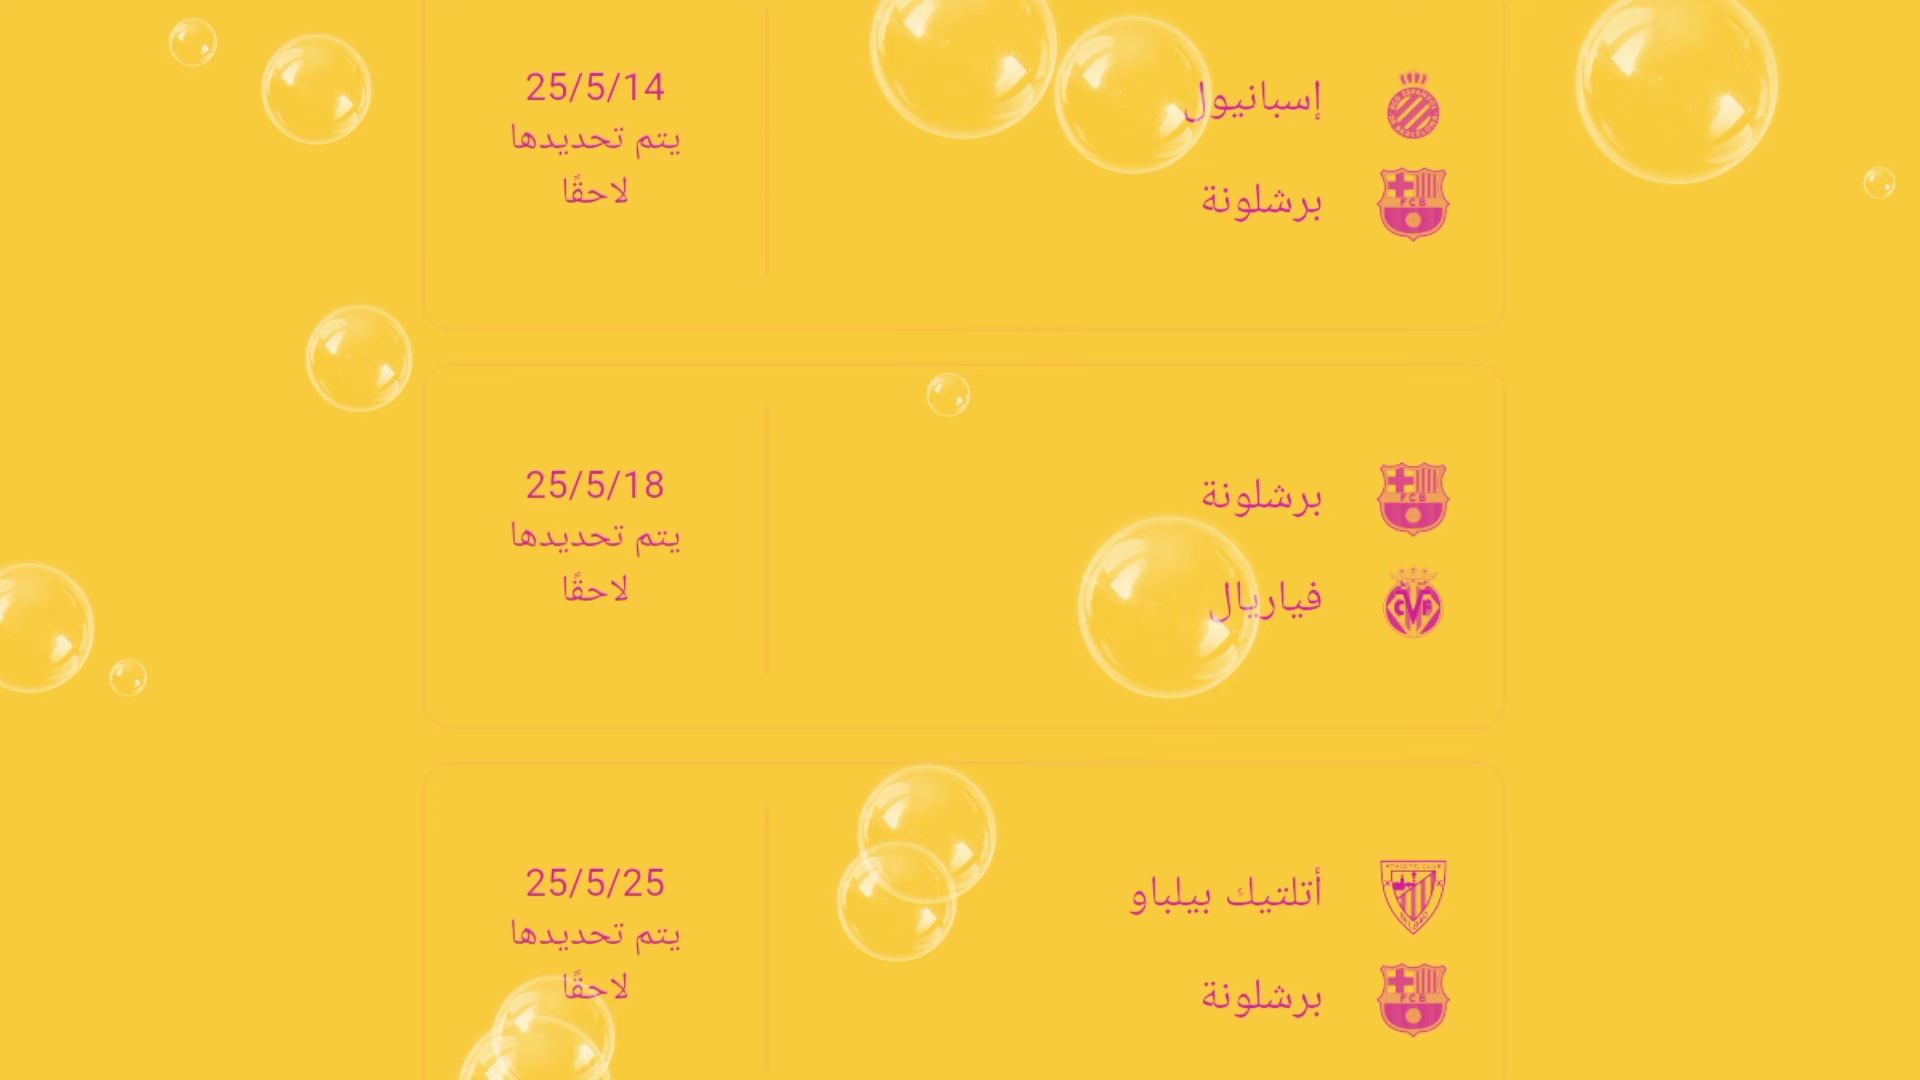 إسبانيول
برشلونة
25/5/14
يتم تحديدها
لاحقًا
برشلونة
فياريال
25/5/18
يتم تحديدها
لاحقًا
أتلتيك بيلباو
برشلونة
25/5/25
يتم تحديدها
لاحقًا